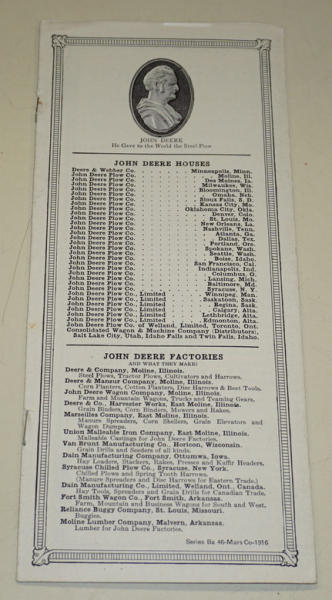 JOHN DEERE
He Gave to the World the Steel Plow
JOHN DEERE HOUSES
Deere & Webber Co. Minneapolis, Minn.
John Deere Plow Co. Moline, Ill.
John Deere Plow Co. Des Moines, Ia.
John Deere Plow Co. Milwaukee, Wis.
John Deere Plow Co. Bloomington, Ill.
John Deere Plow Co. Omaha, Neb.
John Deere Plow Co. Sioux Falls, S. D.
John Deere Plow Co. Kansas City, Mo.
John Deere Plow Co. Oklahoma City, Okla.
John Deere Plow Co. Denver, Colo.
John Deere Plow Co. St. Louis, Mo.
John Deere Plow Co. New Orleans, La.
John Deere Plow Co. Nashville, Tenn.
John Deere Plow Co. Atlanta, Ga.
John Deere Plow Co. Dallas, Tex.
John Deere Plow Co. Portland, Ore.
John Deere Plow Co. Spokane, Wash.
John Deere Plow Co. Seattle, Wash.
John Deere Plow Co. Boise, Idaho.
John Deere Plow Co. San Francisco, Cal.
John Deere Plow Co. Indianapolis, Ind.
John Deere Plow Co. Columbus, O.
John Deere Plow Co. Lansing, Mich.
John Deere Plow Co. Baltimore, Md.
John Deere Plow Co. Syracuse, N. Y.
John Deere Plow Co., Limited Winnipeg, Man.
John Deere Plow Co., Limited Saskatoon, Sask.
John Deere Plow Co., Limited Regina, Sask.
John Deere Plow Co., Limited Calgary, Alta.
John Deere Plow Co., Limited Lethbridge, Alta.
John Deere Plow Co., Limited Edmonton, Alta.
John Deere Plow Co. of Welland, Limited, Toronto, Ont.
Consolidated Wagon & Machine Company (Distributors),
Salt Lake City, Utah, Idaho Falls and Twin Falls, Idaho.
JOHN DEERE FACTORIES
AND WHAT THEY MAKE:
Deere & Company, Moline, Illinois.
Steel Plows, Tractor Plows, Cultivators and Harrows.
Deere & Mansur Company, Moline, Illinois.
Corn Planters, Cotton Planters, Disc Harrows & Beet Tools.
John Deere Wagon Company, Moline, Illinois.
Farm and Mountain Wagons, Trucks and Teaming Gears.
Deere & Co., Harvester Works, East Moline, Illinois.
Grain Binders, Corn Binders, Mowers and Rakes.
Marseilles Company, East Moline, Illinois.
Manure Spreaders, Corn Shellers, Grain Elevators and
Wagon Dumps.
Union Malleable Iron Company, East Moline, Illinois.
Malleable Castings for John Deere Factories.
Van Brunt Manufacturing Co., Horicon, Wisconsin.
Grain Drills and Seeders of all kinds.
Dain Manufacturing Company, Ottumwa, Iowa.
Hay Loaders, Stackers, Rakes, Presses and Kaffir Headers.
Syracuse Chilled Plow Co., Syracuse, New York.
Chilled Plows and Spring Tooth Harrows.
(Manure Spreaders and Disc Harrows for Eastern Trade.)
Dain Manufacturing Co., Limited, Welland, Ont., Canada.
Hay Tools, Spreaders and Grain Drills for Canadian Trade.
Fort Smith Wagon Co., Fort Smith, Arkansas.
Farm, Mountain and Business Wagons for South and West.
Reliance Buggy Company, St. Louis, Missouri.
Buggies.
Moline Lumber Company, Malvern, Arkansas.
Lumber for John Deere Factories.
Series Ba 46-Mars Co-1916